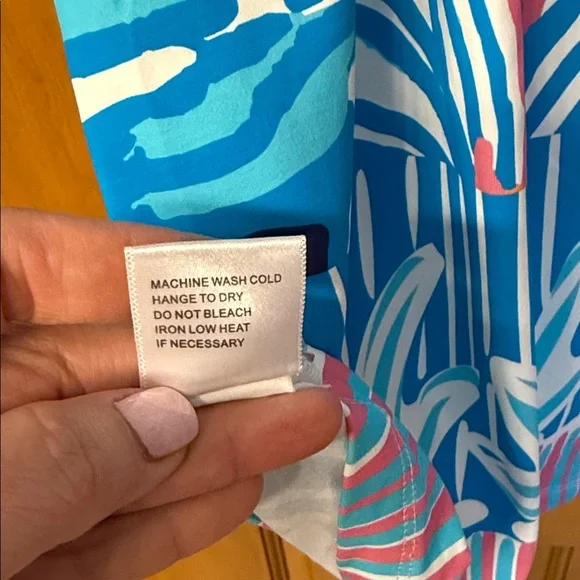 MACHINE WASH COLD
HANGE TO DRY
DO NOT BLEACH
IRON LOW HEAT
IF NECESSARY